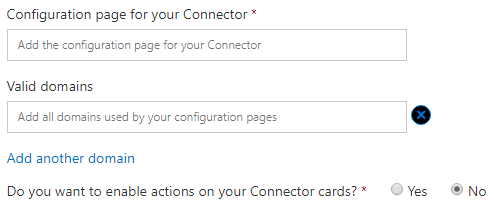 Configuration page for your Connector *
Add the configuration page for your Connector
Valid domains
Add all domains used by your configuration pages
Add another domain
Do you want to enable actions on your Connector cards? * Yes No